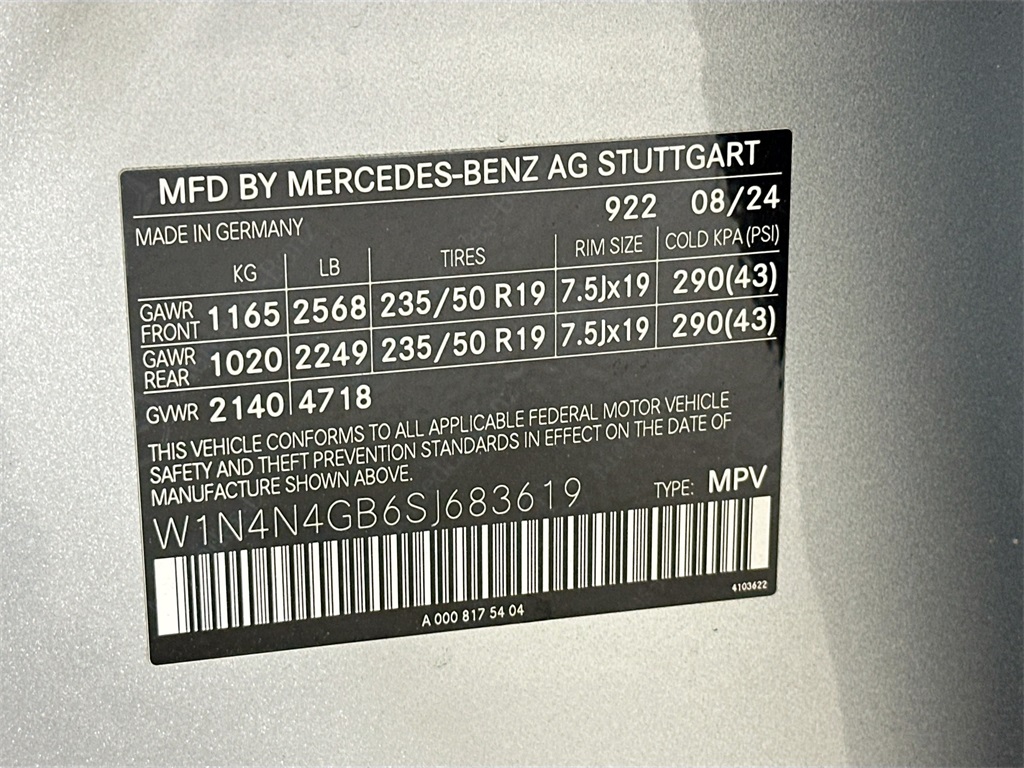 MFD BY MERCEDES-BENZ AG STUTTGART
922 08/24
MADE IN GERMANY
KG LB TIRES RIM SIZE COLD KPA (PSI)
GAWR FRONT 1165 2568 235/50 R19 7.5Jx19 290(43)
GAWR REAR 1020 2249 235/50 R19 7.5Jx19 290(43)
GVWR 2140 4718
THIS VEHICLE CONFORMS TO ALL APPLICABLE FEDERAL MOTOR VEHICLE
SAFETY AND THEFT PREVENTION STANDARDS IN EFFECT ON THE DATE OF
MANUFACTURE SHOWN ABOVE.
W1N4N4GB6SJ683619 TYPE: MPV
4103622
A 000 817 54 04